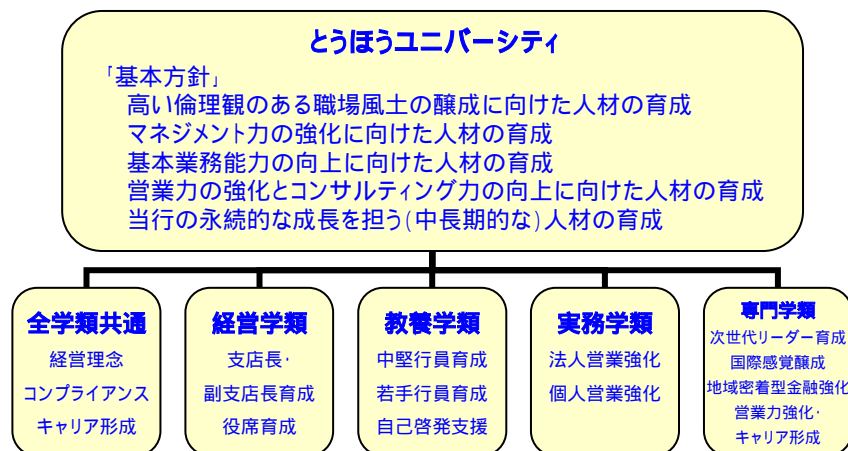 とうほうユニバーシティ
「基本方針」
高い倫理観のある職場風土の醸成に向けた人材の育成
マネジメント力の強化に向けた人材の育成
基本業務能力の向上に向けた人材の育成
営業力の強化とコンサルティング力の向上に向けた人材の育成
当行の永続的な成長を担う(中長期的な)人材の育成
全学類共通
経営理念
コンプライアンス
キャリア形成
経営学類
支店長・
副支店長育成
役席育成
教養学類
中堅行員育成
若手行員育成
自己啓発支援
実務学類
法人営業強化
個人営業強化
専門学類
次世代リーダー育成
国際感覚醸成
地域密着型金融強化
営業力強化・
キャリア形成